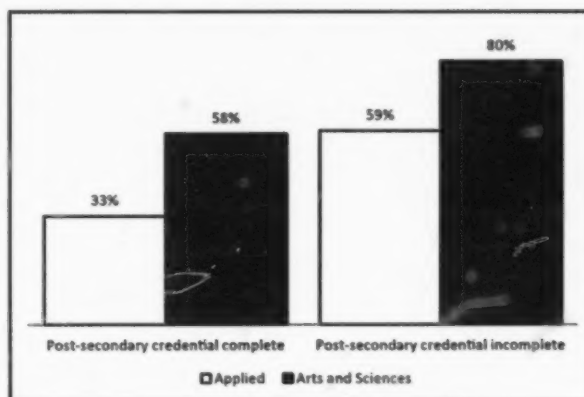 80%
58%
59%
33%
Post-secondary credential complete
Post-secondary credential incomplete
Applied
Arts and Sciences